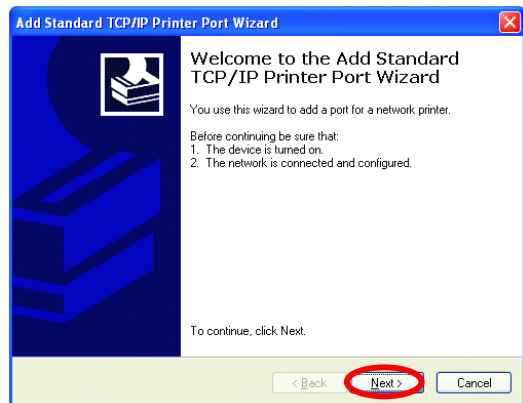 Add Standard TCP/IP Printer Port Wizard
Welcome to the Add Standard
TCP/IP Printer Port Wizard
You use this wizard to add a port for a network printer.
Before continuing be sure that:
1. The device is turned on.
2. The network is connected and configured.
To continue, click Next.
< Back
Next >
Cancel